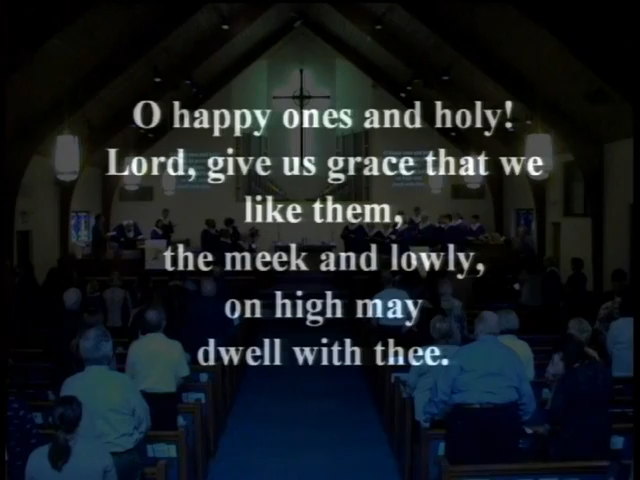 O happy ones and holy!
Lord, give us grace that we
like them,
the meek and lowly,
on high may
dwell with thee.